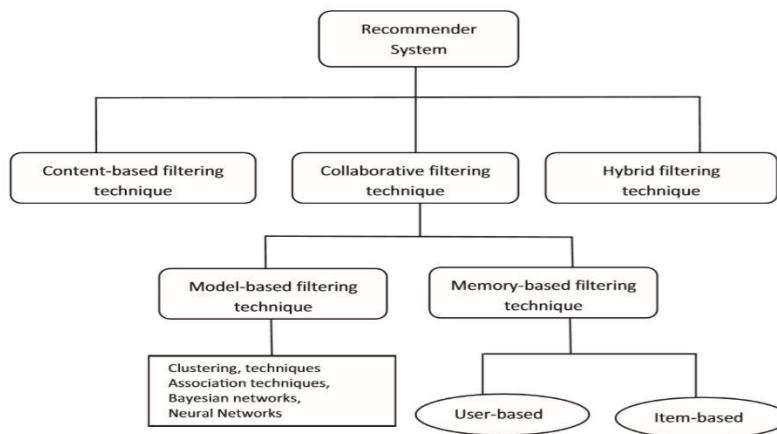 Recommender
System
Content-based filtering
technique
Collaborative filtering
technique
Hybrid filtering
technique
Model-based filtering
technique
Memory-based filtering
technique
Clustering, techniques
Association techniques,
Bayesian networks,
Neural Networks
User-based
Item-based